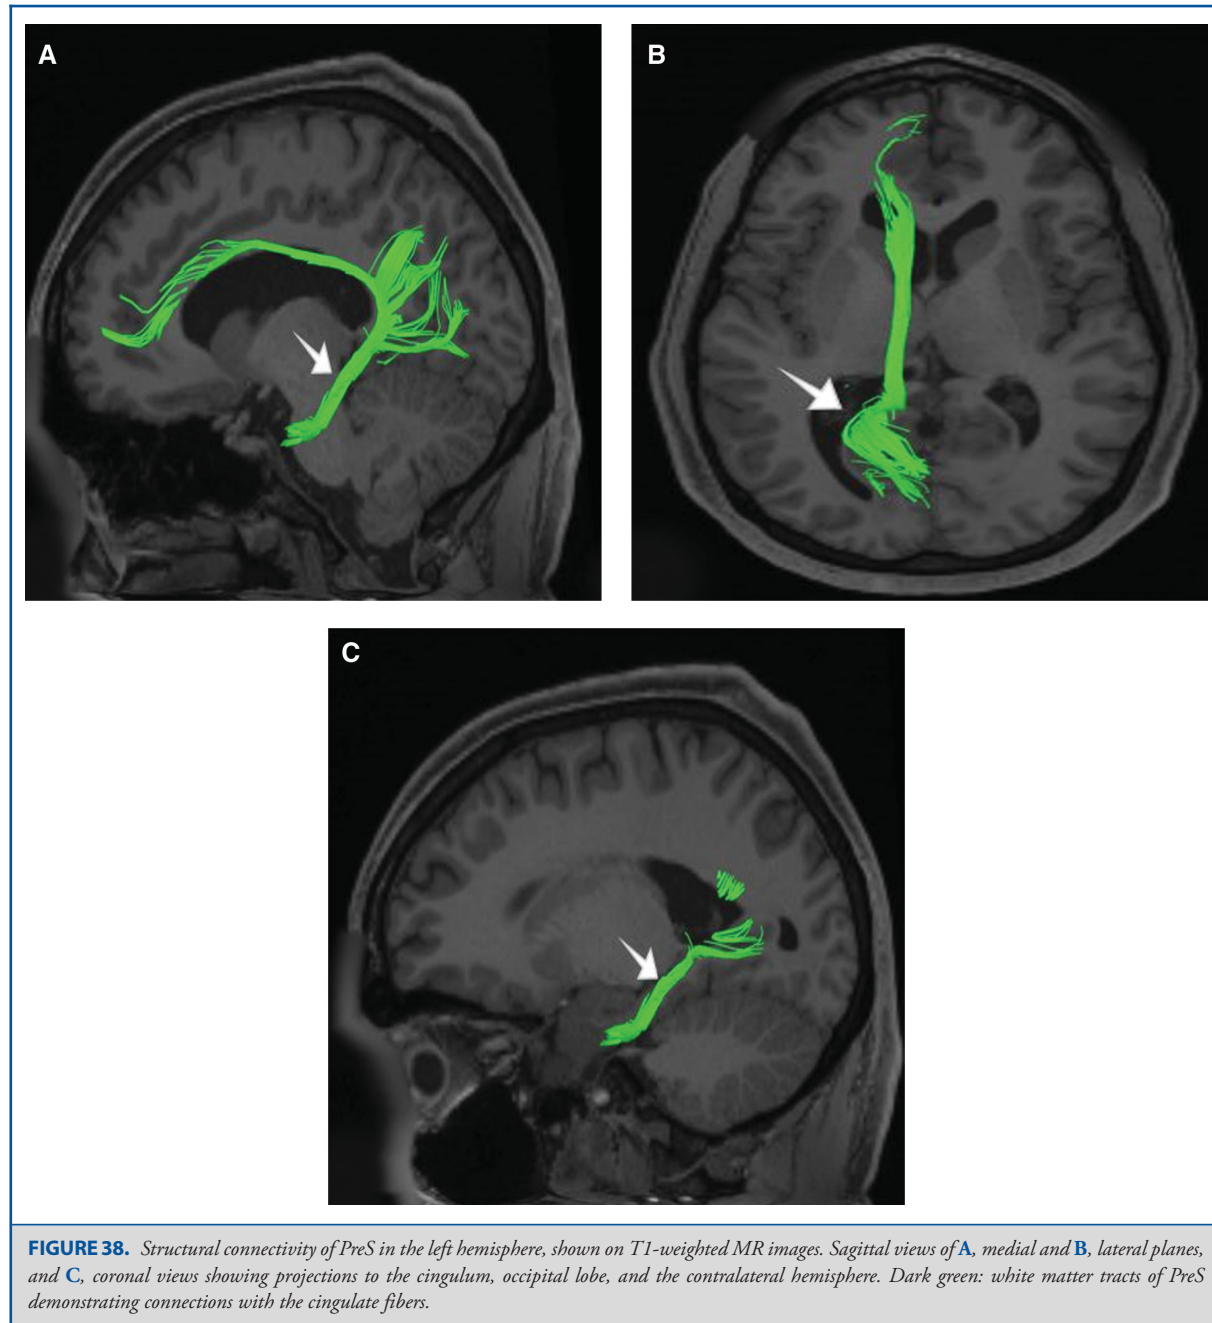 A
B
C
FIGURE 38. Structural connectivity of PreS in the left hemisphere, shown on T1-weighted MR images. Sagittal views of A, medial and B, lateral planes,
and C, coronal views showing projections to the cingulum, occipital lobe, and the contralateral hemisphere. Dark green: white matter tracts of PreS
demonstrating connections with the cingulate fibers.